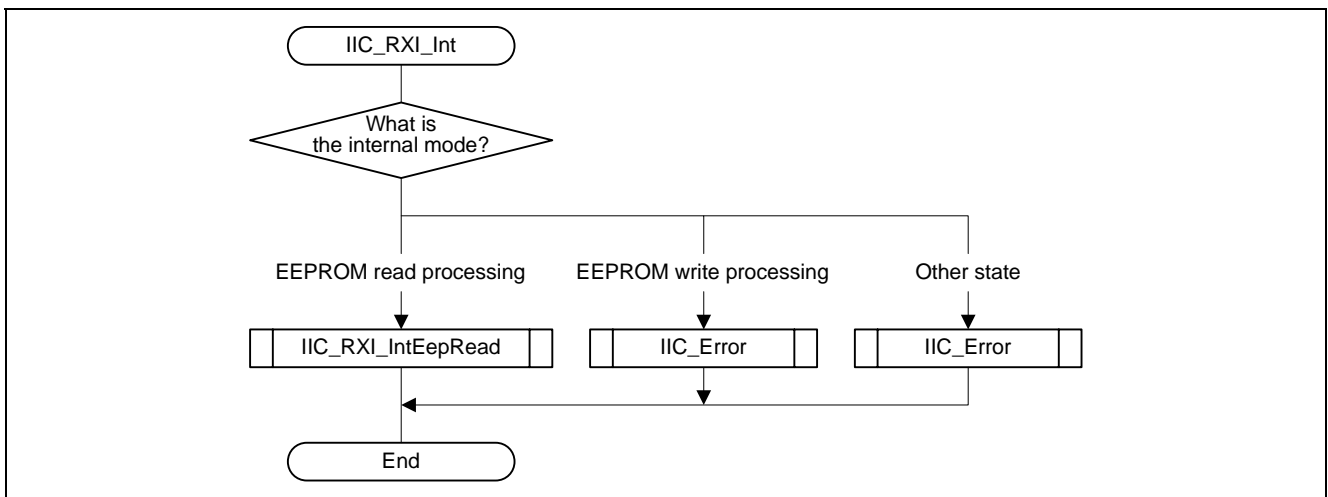 IIC_RXI_Int
What is
the internal mode?
EEPROM read processing
EEPROM write processing
Other state
IIC_RXI_IntEepRead
IIC_Error
IIC_Error
End